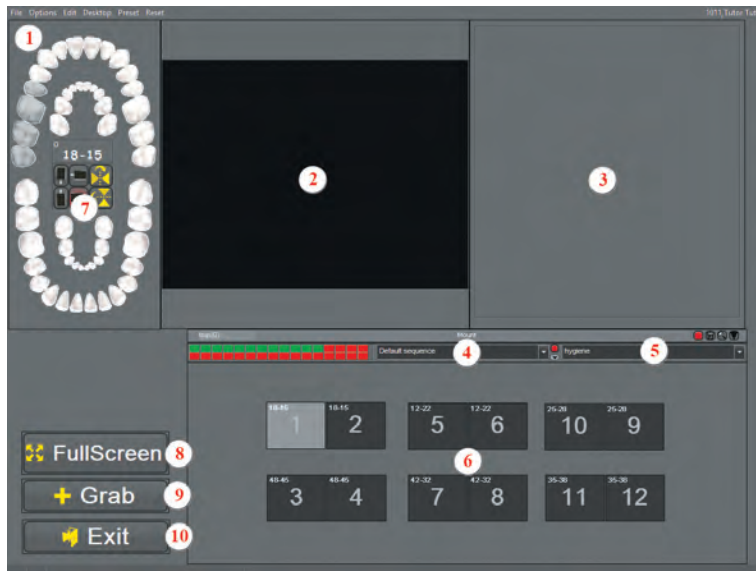 File Options Edit Desktop Preset Reset
1
18-15
7
2
3
Mount
Default sequence
4
hygiene
5
18-15 1
18-15 2
12-22 5
12-22 6
25-28 10
25-28 9
6
48-45 3
48-45 4
42-32 7
42-32 8
35-38 11
35-38 12
FullScreen 8
Grab 9
Exit 10